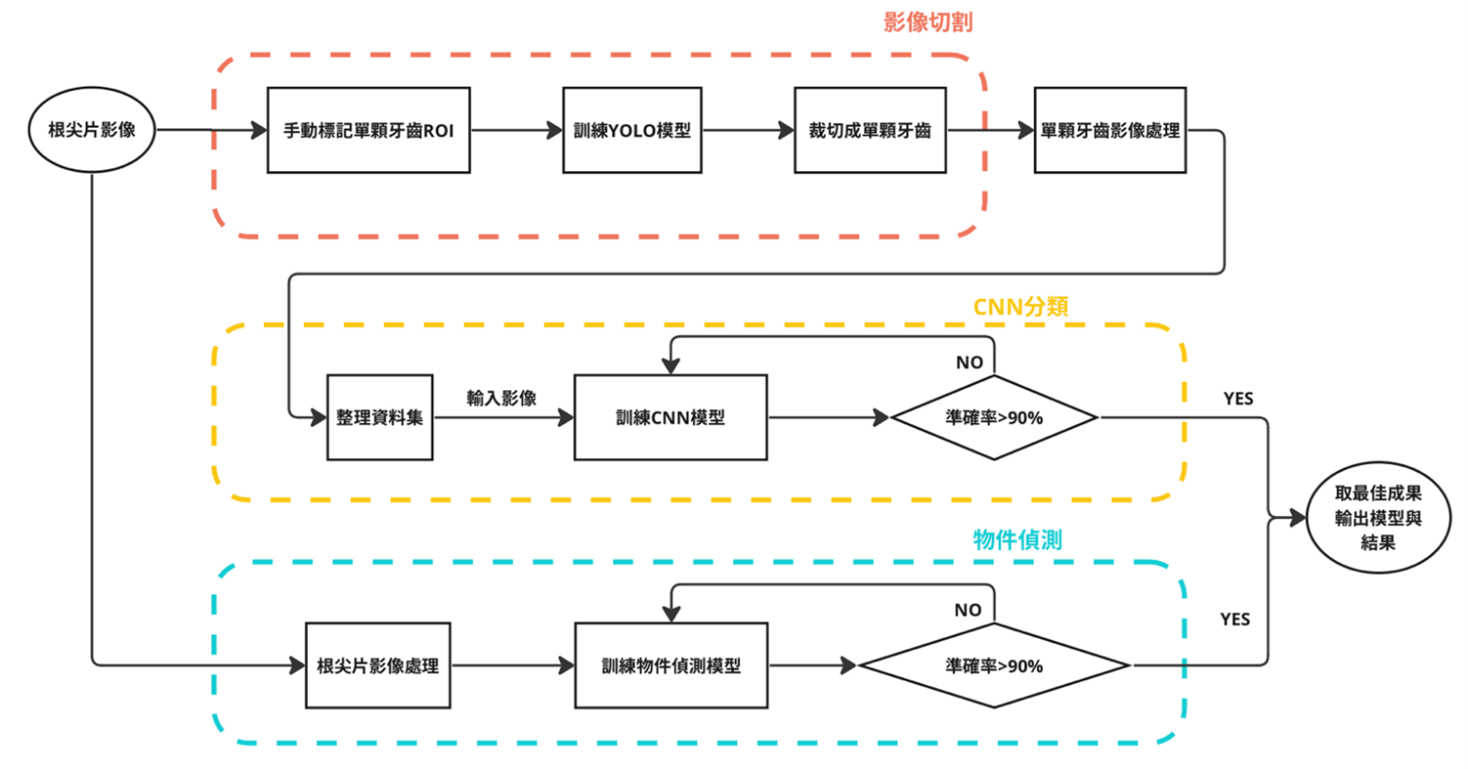 影像切割
根尖片影像
手動標記單顆牙齒ROI
訓練YOLO模型
裁切成單顆牙齒
單顆牙齒影像處理
CNN分類
整理資料集
輸入影像
訓練CNN模型
NO
準確率>90%
YES
取最佳成果
輸出模型與
結果
物件偵測
根尖片影像處理
訓練物件偵測模型
NO
準確率>90%
YES